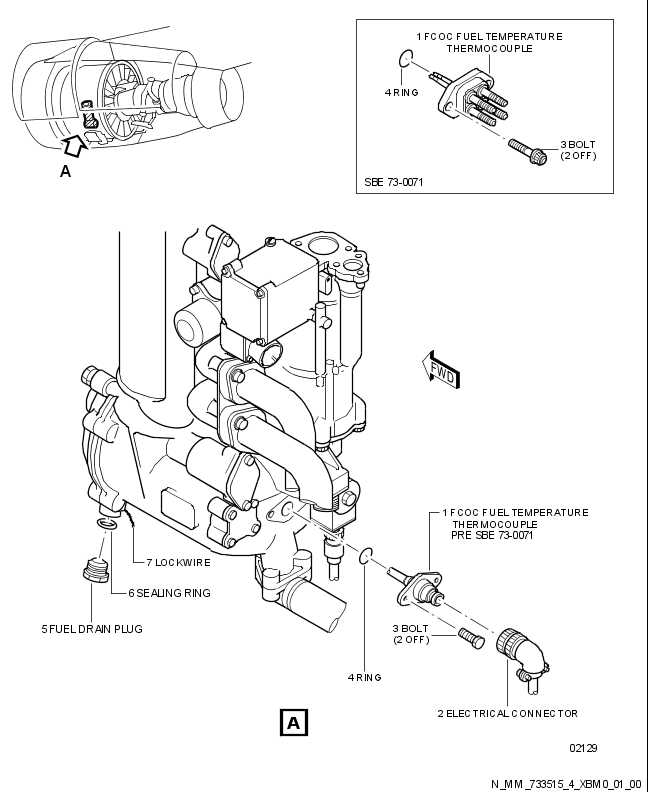 1 FCOC FUEL TEMPERATURE
THERMOCOUPLE
4 RING
3 BOLT
(2 OFF)
SBE 73-0071
A
FWD
1 FCOC FUEL TEMPERATURE
THERMOCOUPLE
PRE SBE 73-0071
7 LOCKWIRE
6 SEALING RING
5 FUEL DRAIN PLUG
3 BOLT
(2 OFF)
4 RING
2 ELECTRICAL CONNECTOR
A
02129
N_MM_733515_4_XBM0_01_00